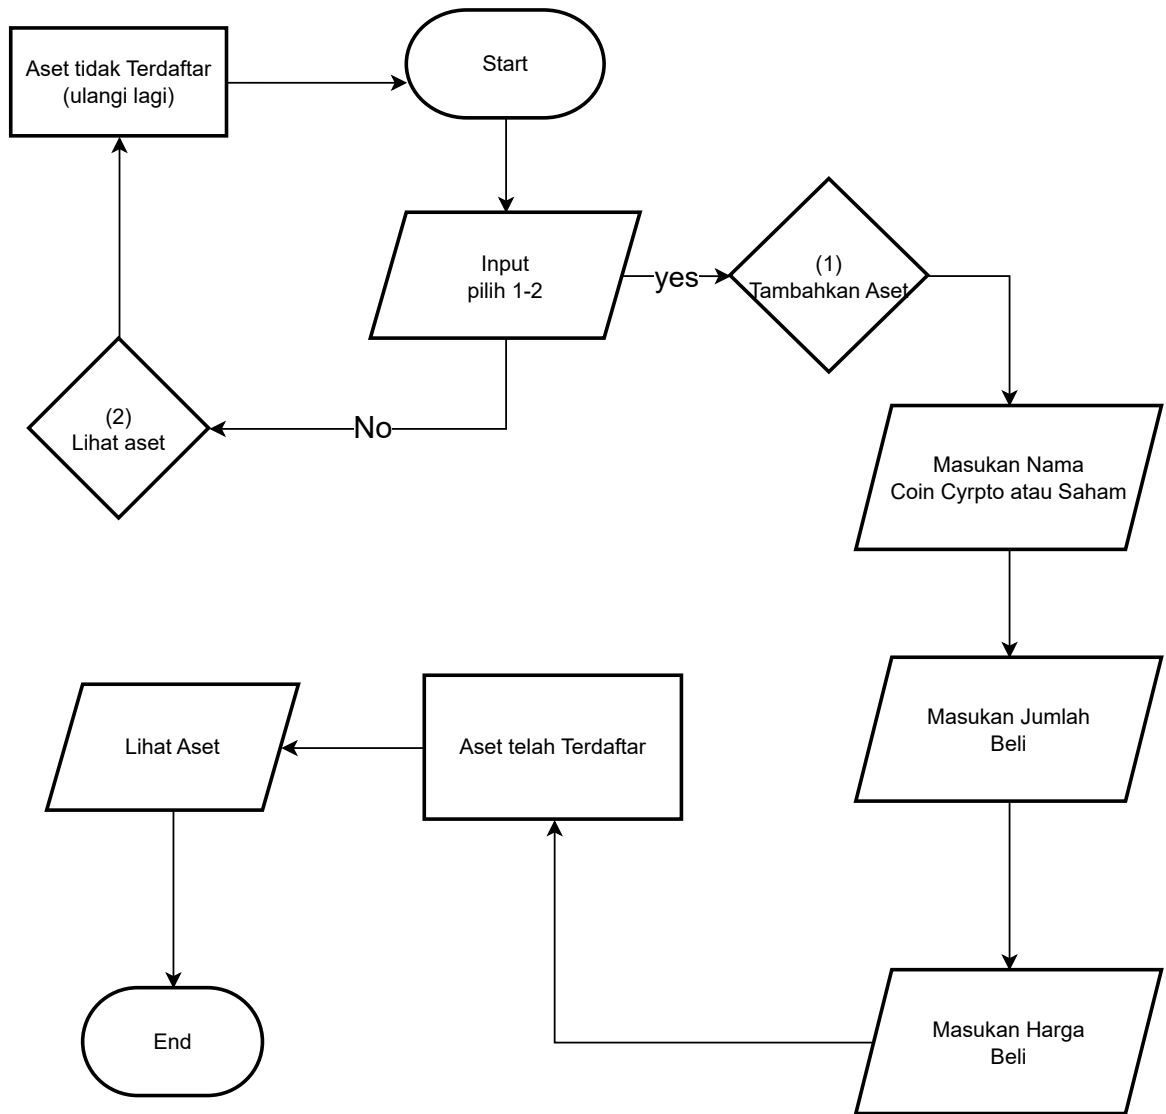 Aset tidak Terdaftar
(ulangi lagi)
Start
Input
pilih 1-2
yes
(1)
Tambahkan Aset
No
(2)
Lihat aset
Masukan Nama
Coin Cyrpto atau Saham
Masukan Jumlah
Beli
Masukan Harga
Beli
Aset telah Terdaftar
Lihat Aset
End